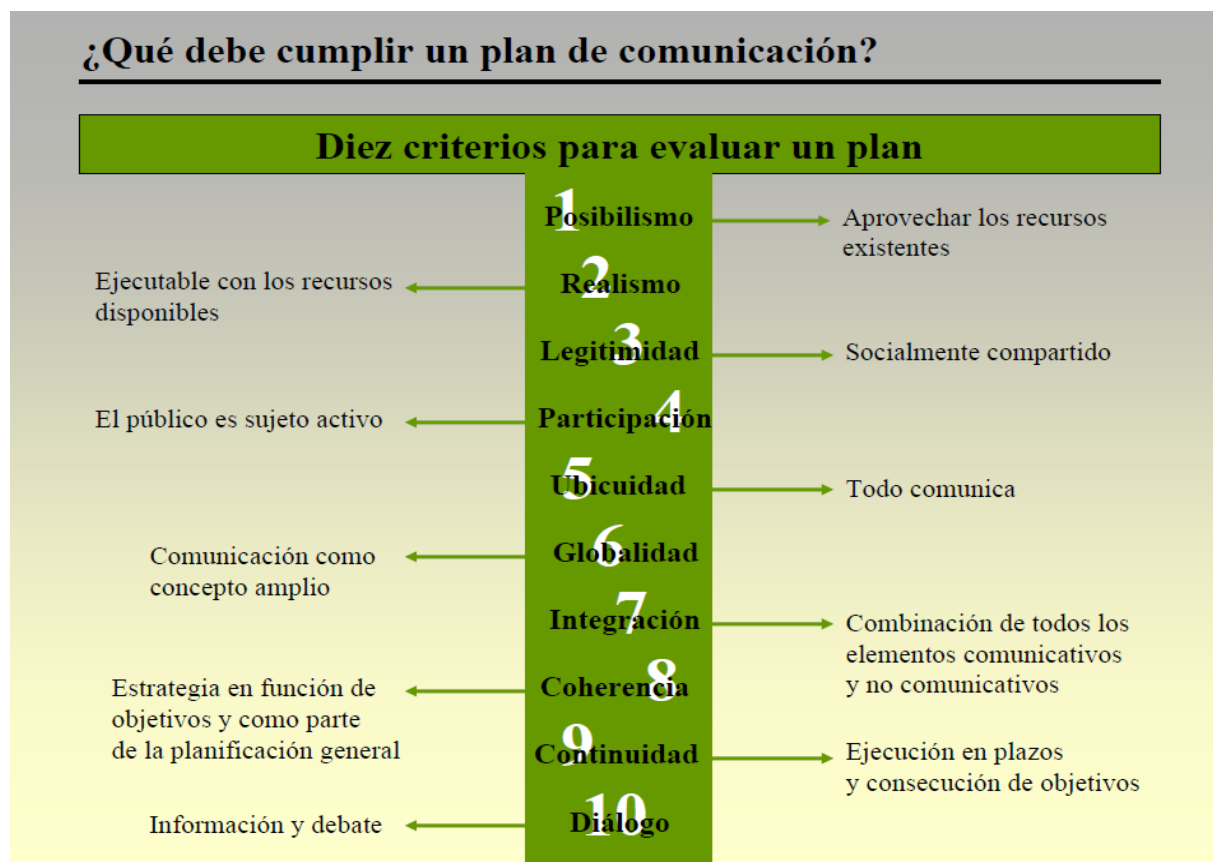 ¿Qué debe cumplir un plan de comunicación?
Diez criterios para evaluar un plan
1
Posibilismo
Aprovechar los recursos
existentes
2
Realismo
Ejecutable con los recursos
disponibles
3
Legitimidad
Socialmente compartido
4
Participación
El público es sujeto activo
5
Ubicuidad
Todo comunica
6
Globalidad
Comunicación como
concepto amplio
7
Integración
Combinación de todos los
elementos comunicativos
y no comunicativos
8
Coherencia
Estrategia en función de
objetivos y como parte
de la planificación general
9
Continuidad
Ejecución en plazos
y consecución de objetivos
10
Diálogo
Información y debate